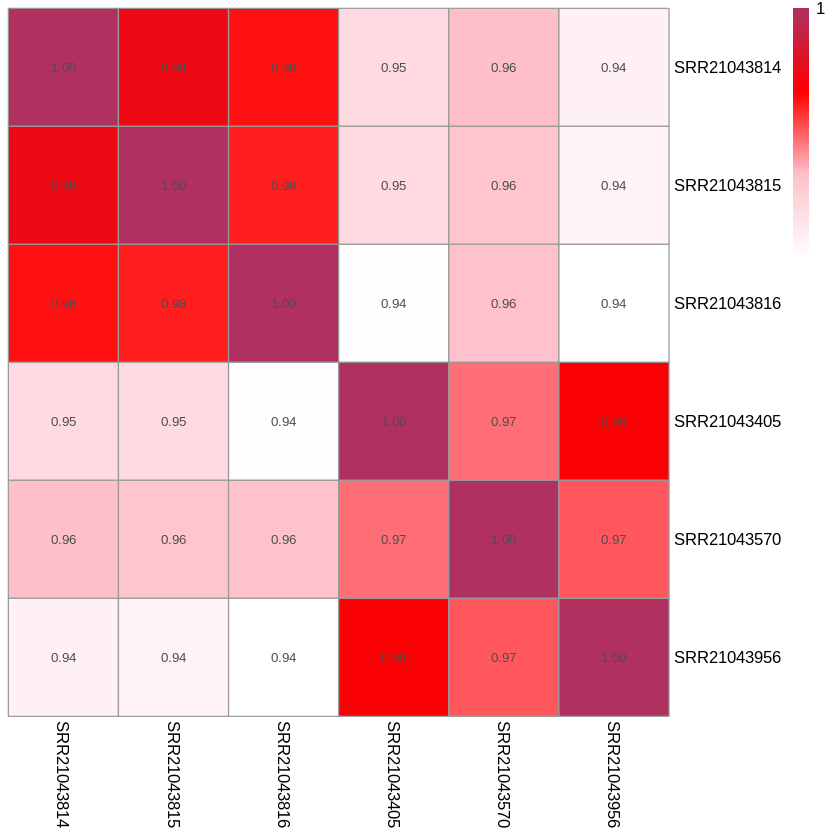 1
1.00 0.98 0.98 0.95 0.96 0.94 SRR21043814
0.98 1.00 0.98 0.95 0.96 0.94 SRR21043815
0.98 0.98 1.00 0.94 0.96 0.94 SRR21043816
0.95 0.95 0.94 1.00 0.97 0.98 SRR21043405
0.96 0.96 0.96 0.97 1.00 0.97 SRR21043570
0.94 0.94 0.94 0.98 0.97 1.00 SRR21043956
SRR21043814
SRR21043815
SRR21043816
SRR21043405
SRR21043570
SRR21043956